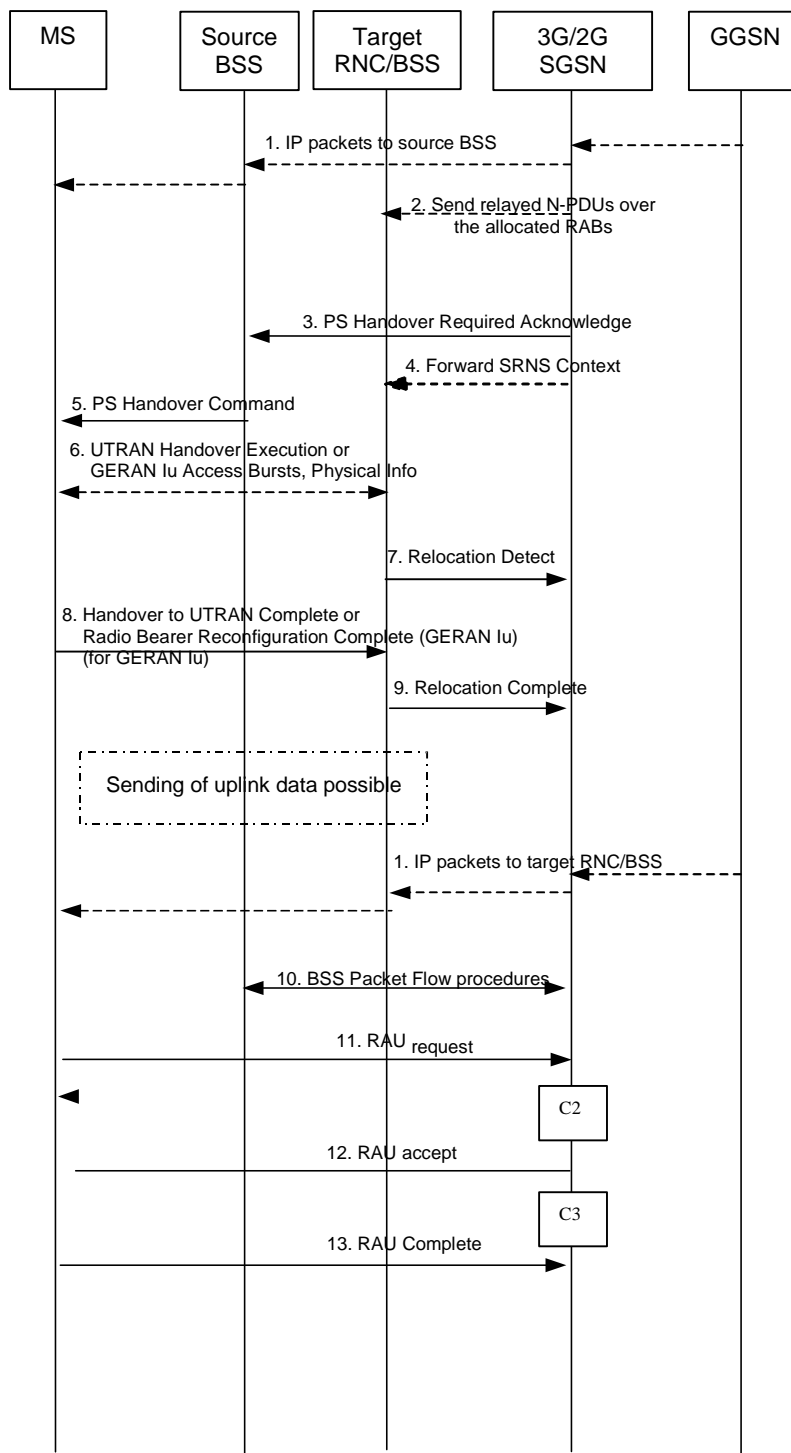 MS
Source
BSS
Target
RNC/BSS
3G/2G
SGSN
GGSN
1. IP packets to source BSS
2. Send relayed N-PDUs over
the allocated RABs
3. PS Handover Required Acknowledge
4. Forward SRNS Context
5. PS Handover Command
6. UTRAN Handover Execution or
GERAN Iu Access Bursts, Physical Info
7. Relocation Detect
8. Handover to UTRAN Complete or
Radio Bearer Reconfiguration Complete (GERAN Iu)
(for GERAN Iu)
9. Relocation Complete
Sending of uplink data possible
1. IP packets to target RNC/BSS
10. BSS Packet Flow procedures
11. RAU request
C2
12. RAU accept
C3
13. RAU Complete